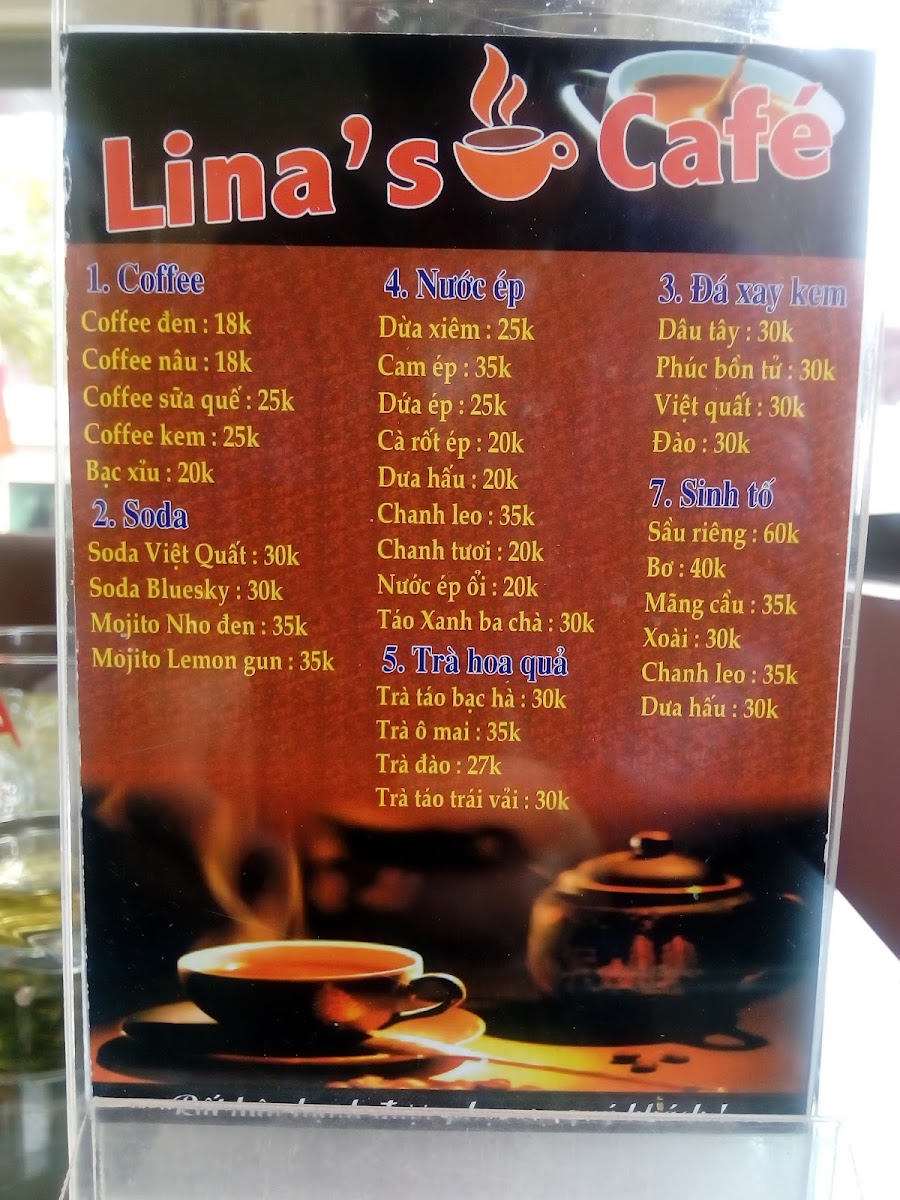 Lina's Café
1. Coffee
Coffee đen : 18k
Coffee nâu : 18k
Coffee sữa quế : 25k
Coffee kem : 25k
Bạc xỉu : 20k
2. Soda
Soda Việt Quất : 30k
Soda Bluesky : 30k
Mojito Nho đen : 35k
Mojito Lemon gun : 35k
4. Nước ép
Dừa xiêm : 25k
Cam ép : 35k
Dứa ép : 25k
Cà rốt ép : 20k
Dưa hấu : 20k
Chanh leo : 35k
Chanh tươi : 20k
Nước ép ổi : 20k
Táo Xanh ba chà : 30k
5. Trà hoa quả
Trà táo bạc hà : 30k
Trà ô mai : 35k
Trà đào : 27k
Trà táo trái vải : 30k
3. Đá xay kem
Dâu tây : 30k
Phúc bồn tử : 30k
Việt quất : 30k
Đào : 30k
7. Sinh tố
Sầu riêng : 60k
Bơ : 40k
Mãng cầu : 35k
Xoài : 30k
Chanh leo : 35k
Dưa hấu : 30k